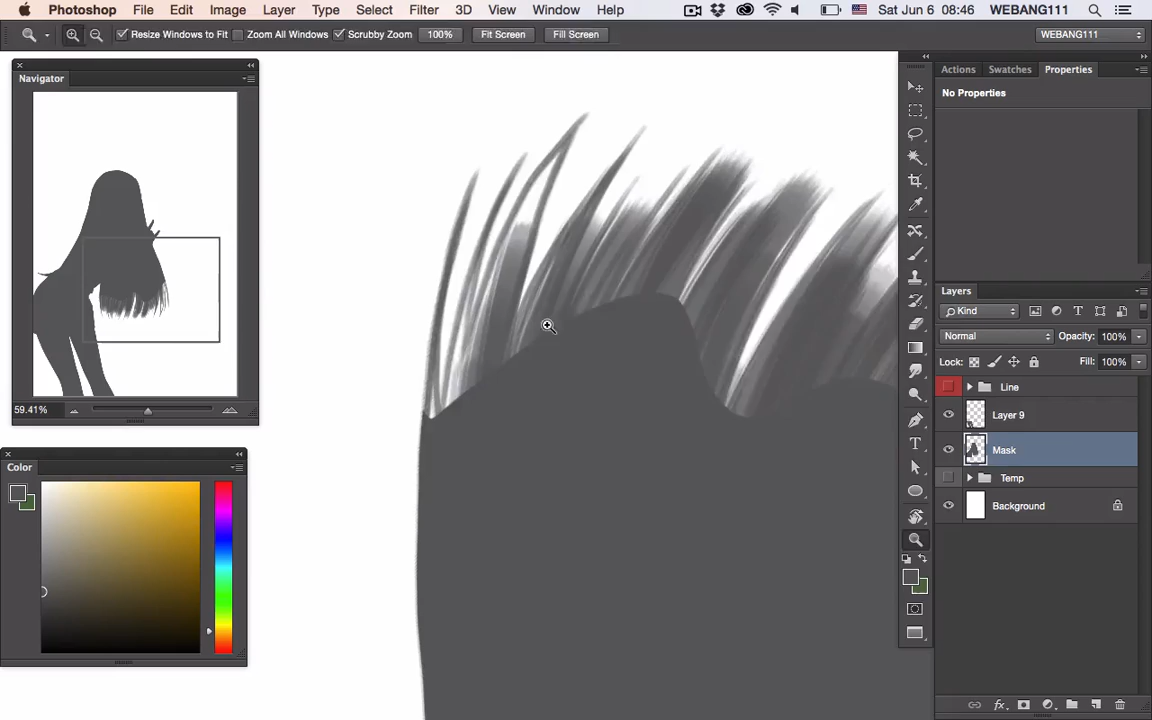 Photoshop File Edit Image Layer Type Select Filter 3D View Window Help Sat Jun 6 08:46 WEBANG111
Resize Windows to Fit Zoom All Windows Scrubby Zoom 100% Fit Screen Fill Screen WEBANG111
Navigator
59.41%
Color
Actions Swatches Properties
No Properties
Layers
Kind
Normal Opacity: 100%
Lock: Fill: 100%
Line
Layer 9
Mask
Temp
Background